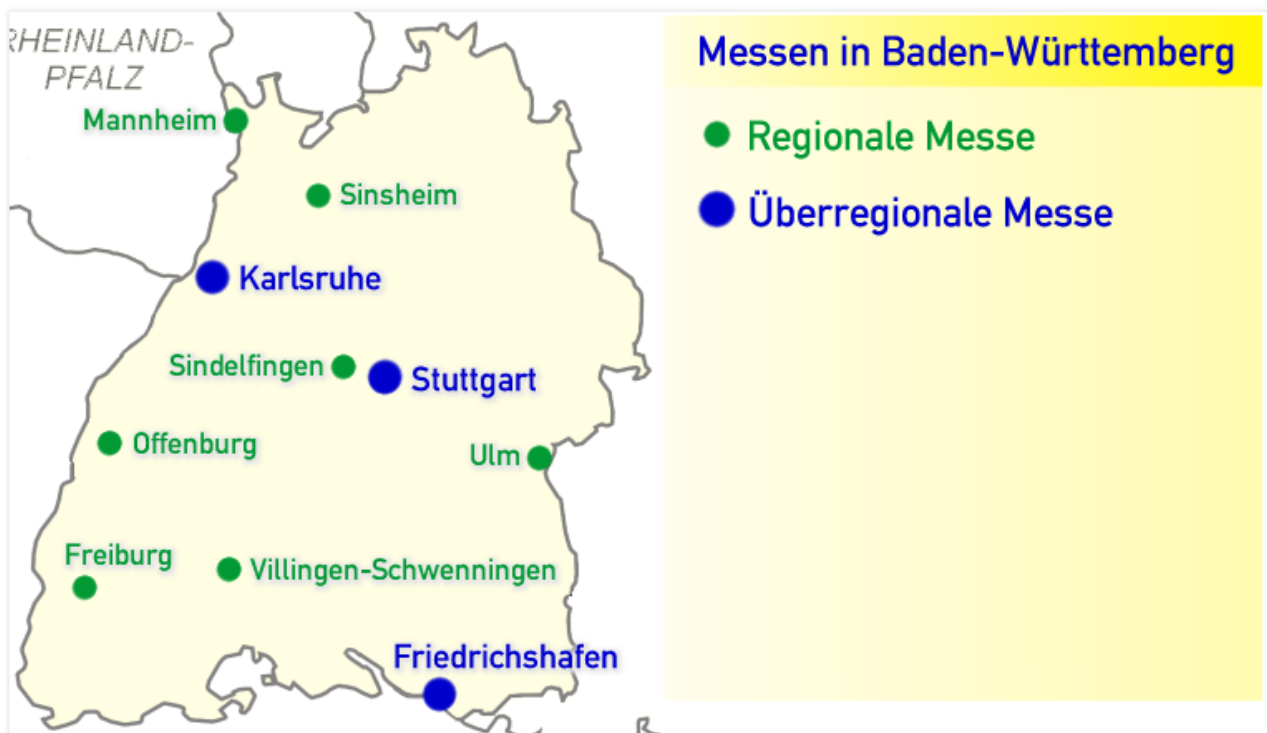 RHEINLAND-
PFALZ
Mannheim
Sinsheim
Karlsruhe
Sindelfingen
Stuttgart
Offenburg
Ulm
Freiburg
Villingen-Schwenningen
Friedrichshafen
Messen in Baden-Württemberg
Regionale Messe
Überregionale Messe